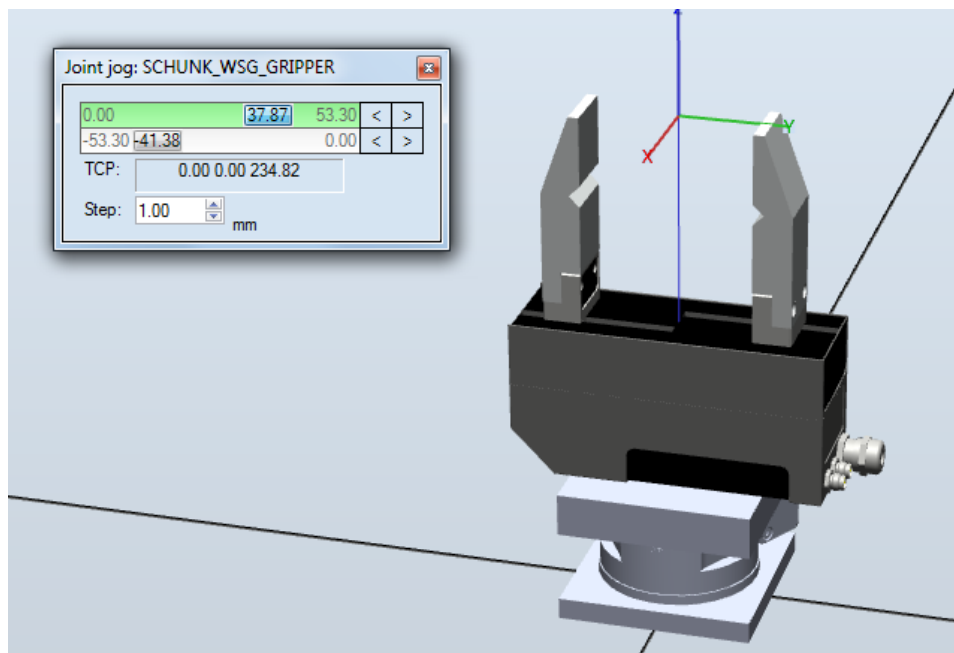 Joint jog: SCHUNK_WSG_GRIPPER
0.00 37.87 53.30 < >
-53.30 -41.38 0.00 < >
TCP: 0.00 0.00 234.82
Step: 1.00 mm
X
Y